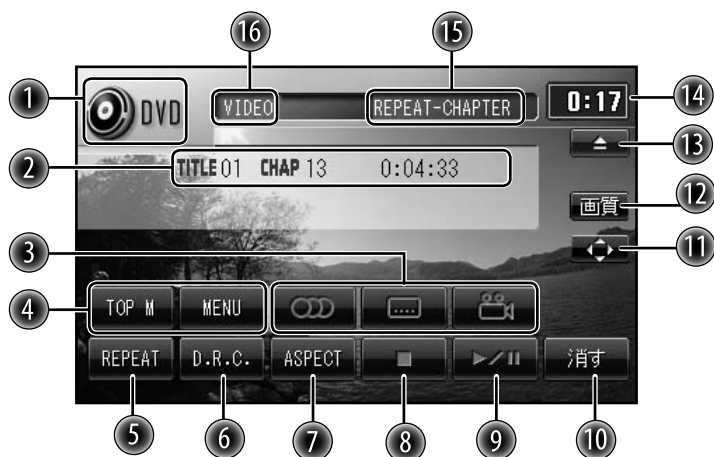 16 15
1 DVD VIDEO REPEAT-CHAPTER 0:17 14
13
2 TITLE 01 CHAP 13 0:04:33
画質 12
3 11
4 TOP M MENU
REPEAT D.R.C. ASPECT 消す
5 6 7 8 9 10